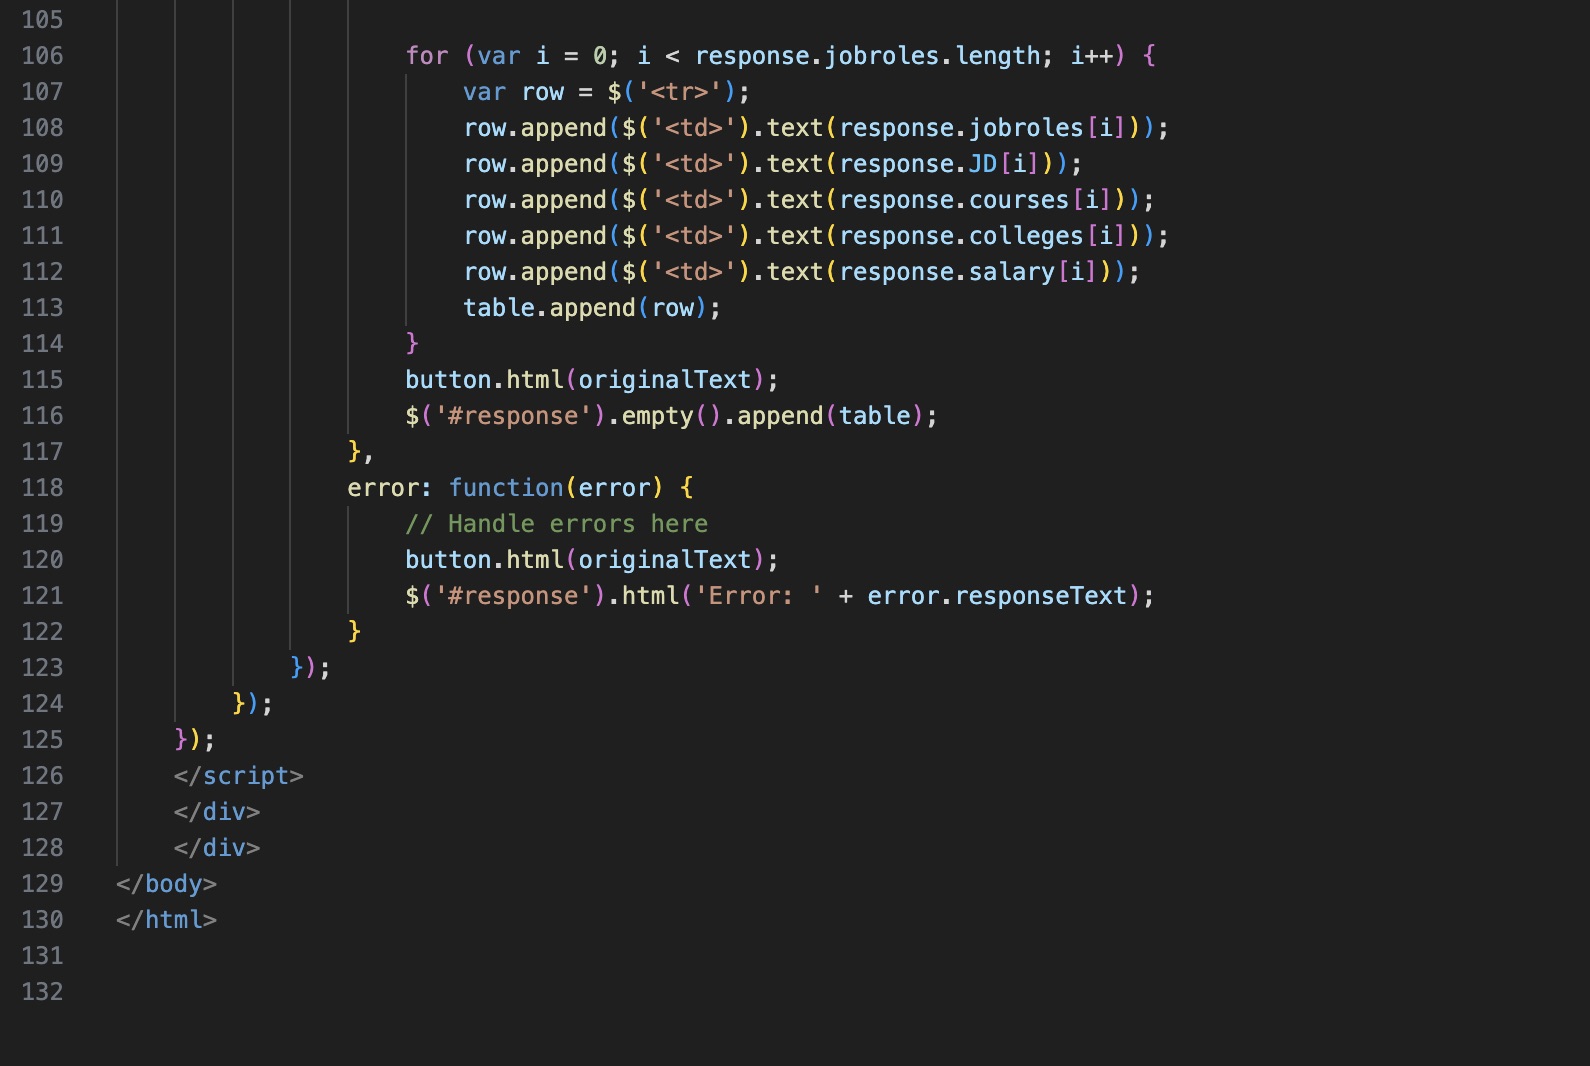 105
106 for (var i = 0; i < response.jobroles.length; i++) {
107 var row = $('<tr>');
108 row.append($('<td>').text(response.jobroles[i]));
109 row.append($('<td>').text(response.JD[i]));
110 row.append($('<td>').text(response.courses[i]));
111 row.append($('<td>').text(response.colleges[i]));
112 row.append($('<td>').text(response.salary[i]));
113 table.append(row);
114 }
115 button.html(originalText);
116 $('#response').empty().append(table);
117 },
118 error: function(error) {
119 // Handle errors here
120 button.html(originalText);
121 $('#response').html('Error: ' + error.responseText);
122 }
123 });
124 });
125 });
126 </script>
127 </div>
128 </div>
129 </body>
130 </html>
131
132